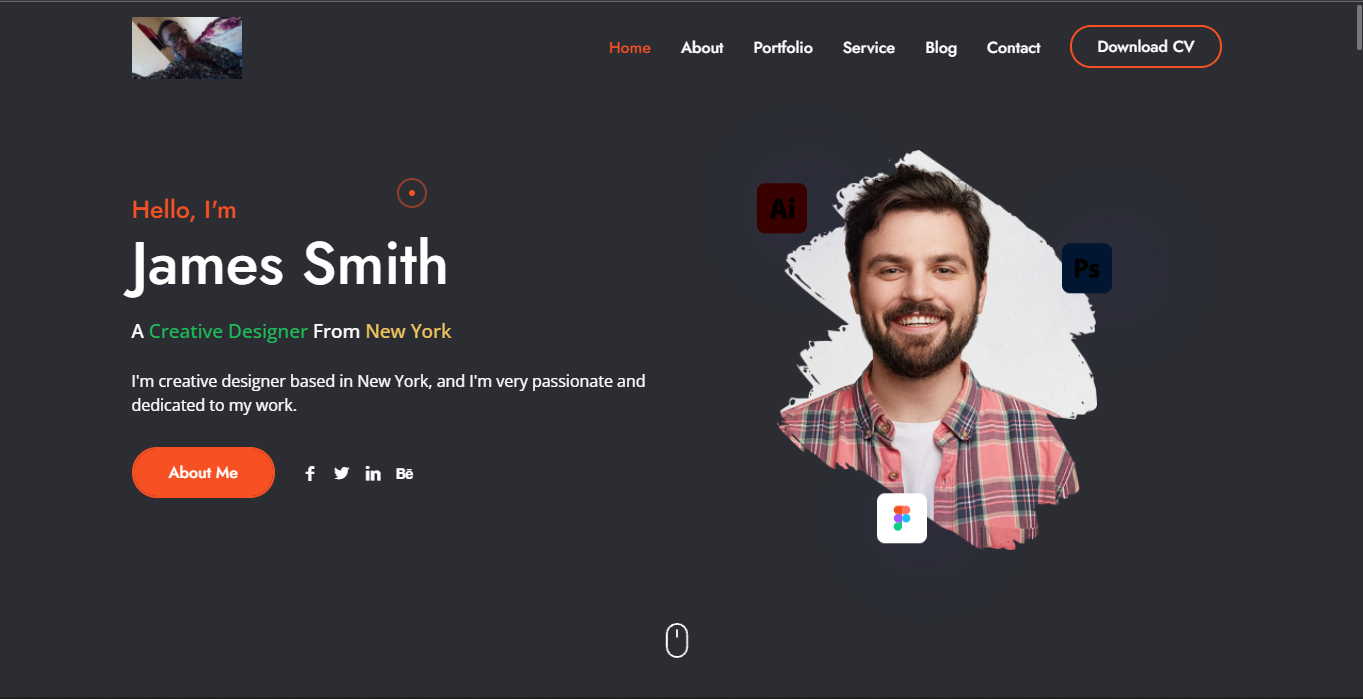 Home About Portfolio Service Blog Contact Download CV
Hello, I'm
James Smith
A Creative Designer From New York
I'm creative designer based in New York, and I'm very passionate and
dedicated to my work.
About Me
Bē
Ai
Ps